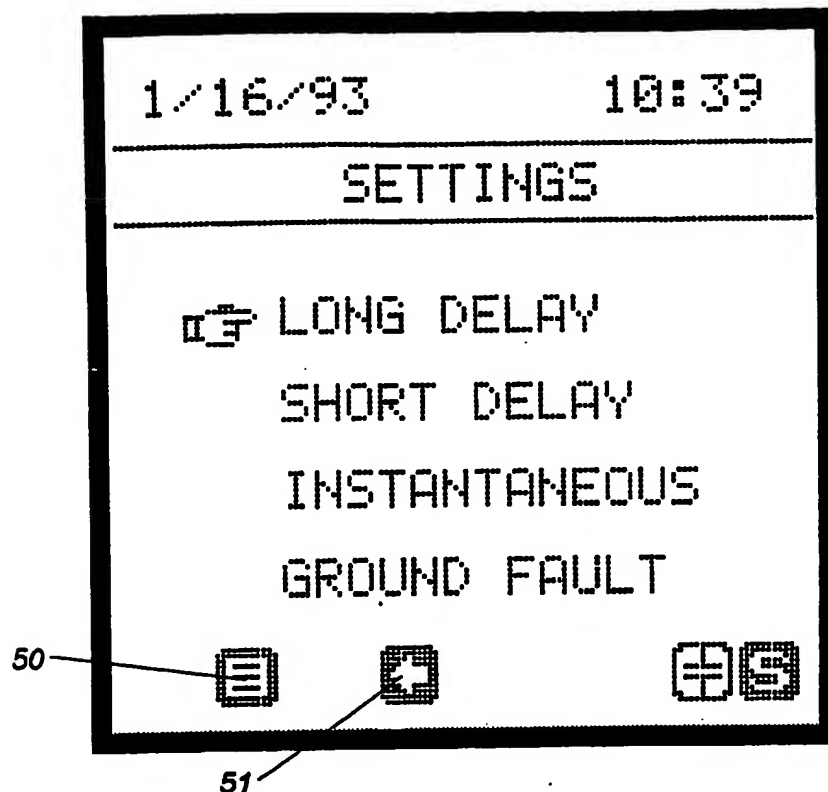 1/16/93 10:39
SETTINGS
LONG DELAY
SHORT DELAY
INSTANTANEOUS
GROUND FAULT
50
S
51